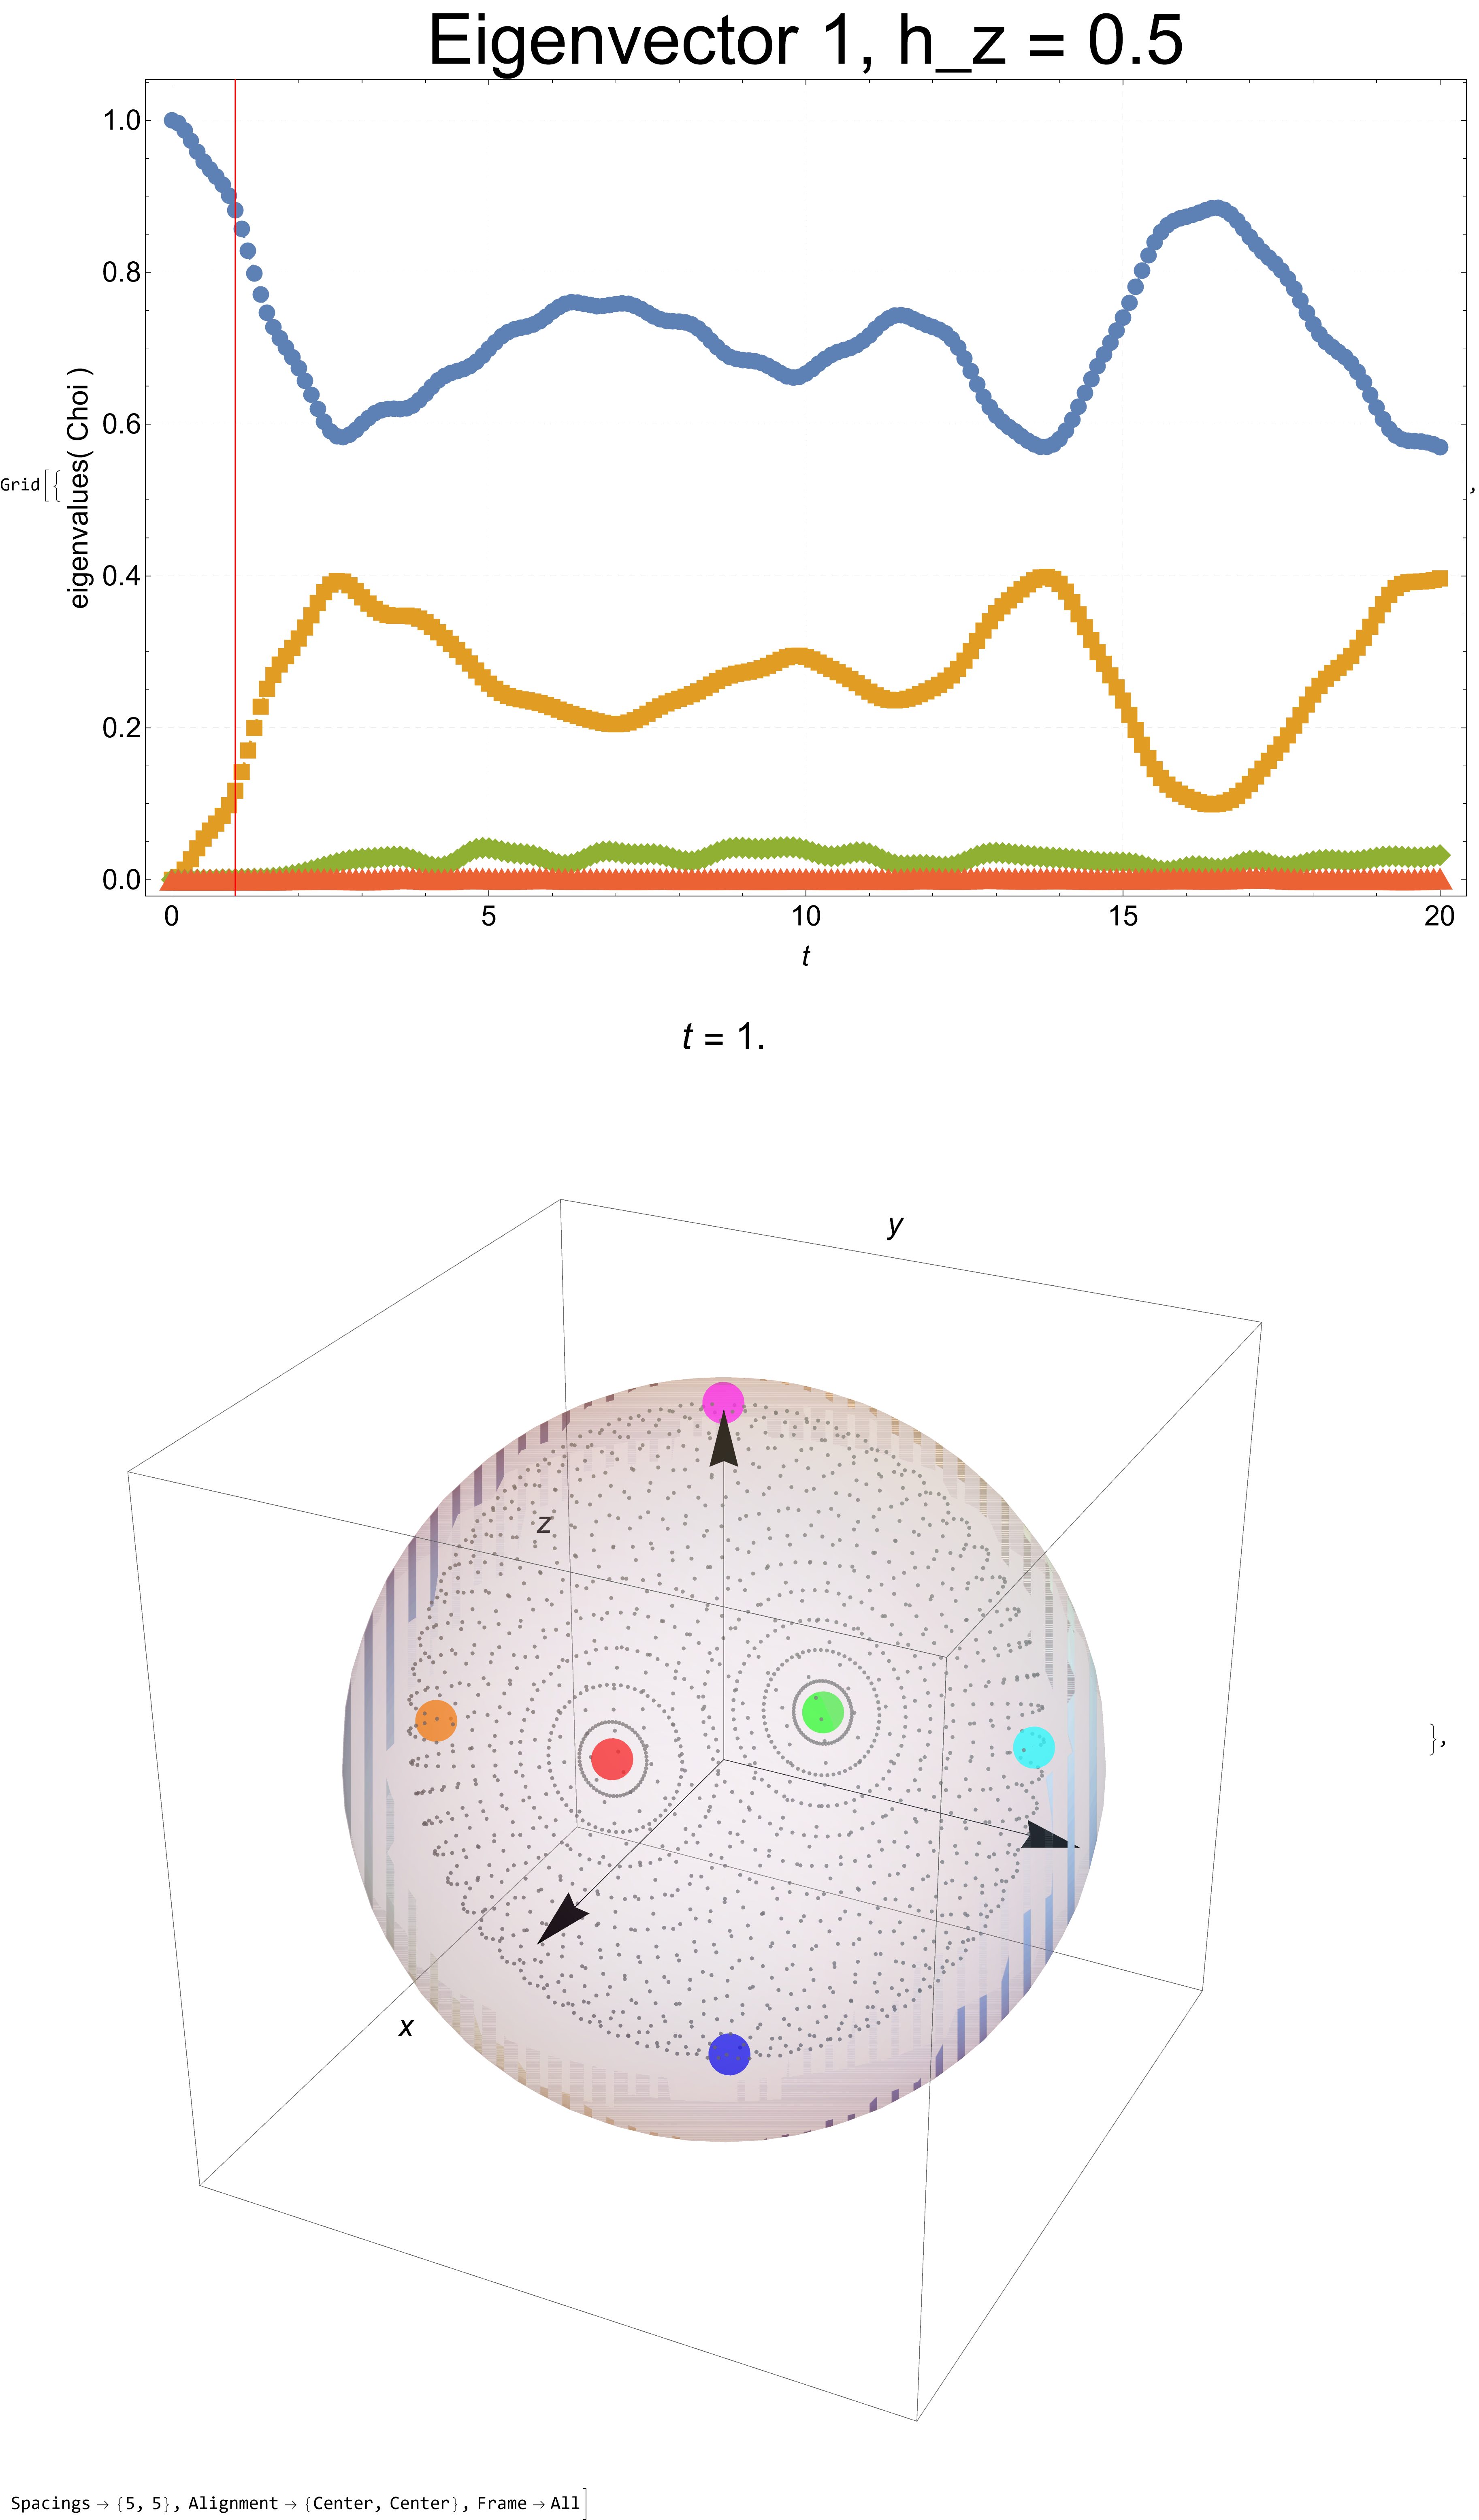 Eigenvector 1, h_z = 0.5
1.0
0.8
0.6
0.4
0.2
0.0
eigenvalues( Choi )
Grid[{
,
0 5 10 15 20
t
t = 1.
y
z
x
},
Spacings → {5, 5}, Alignment → {Center, Center}, Frame → All]